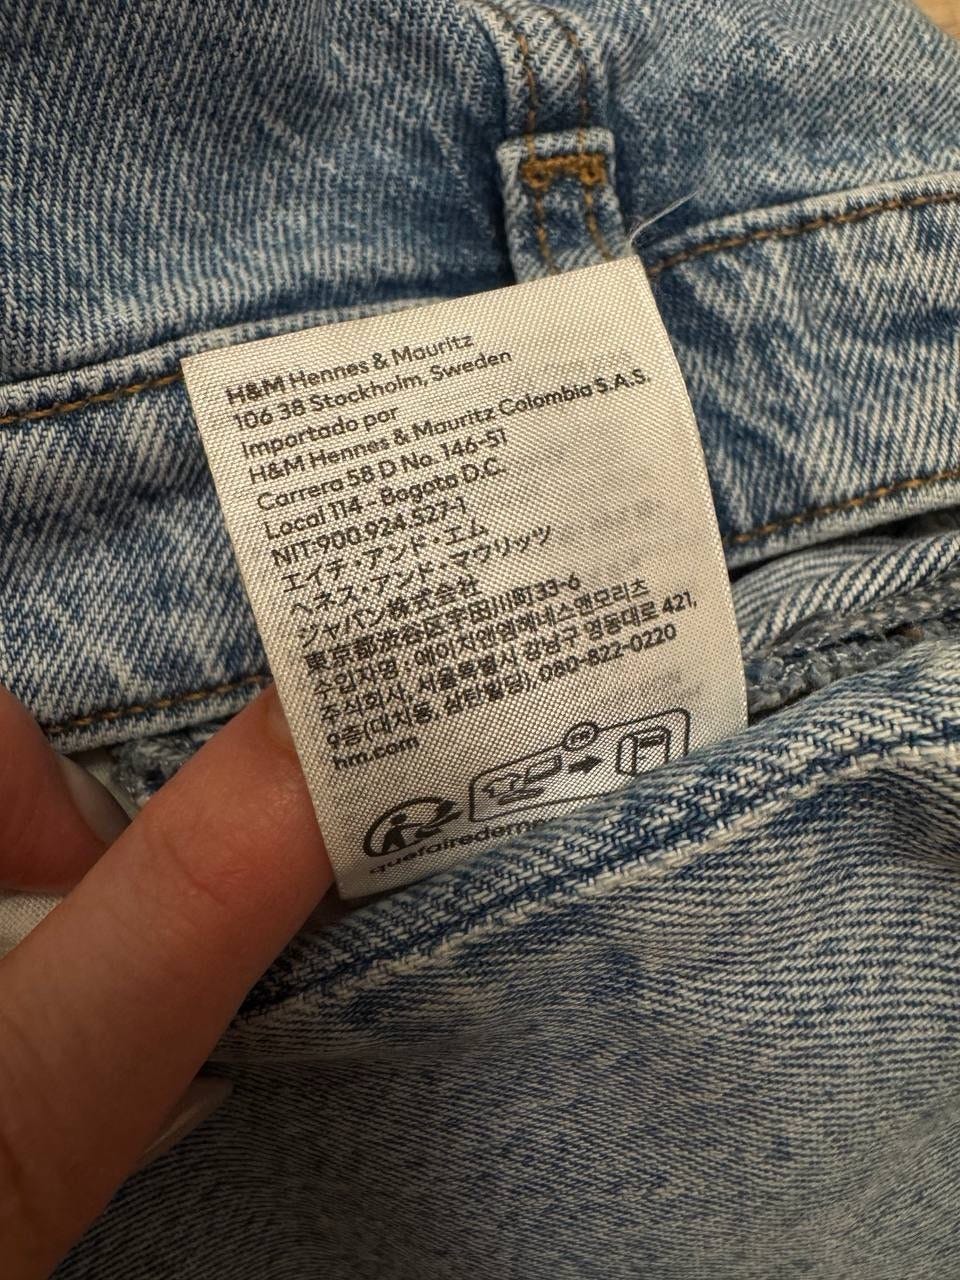 H&M Hennes & Mauritz
106 38 Stockholm, Sweden
Importado por
H&M Hennes & Mauritz Colombia S.A.S.
Carrera 58 D No. 146-51
Local 114 - Bogota D.C.
NIT:900.924.527-1
エイチ・アンド・エム
ヘネス・アンド・マウリッツ
ジャパン株式会社
東京都渋谷区宇田川町33-6
수입자명 : 에이치앤엠헤네스앤모리츠
주식회사, 서울특별시 강남구 영동대로 421,
9층(대치동, 삼탄빌딩), 080-822-0220
hm.com
FR
quefairedeme